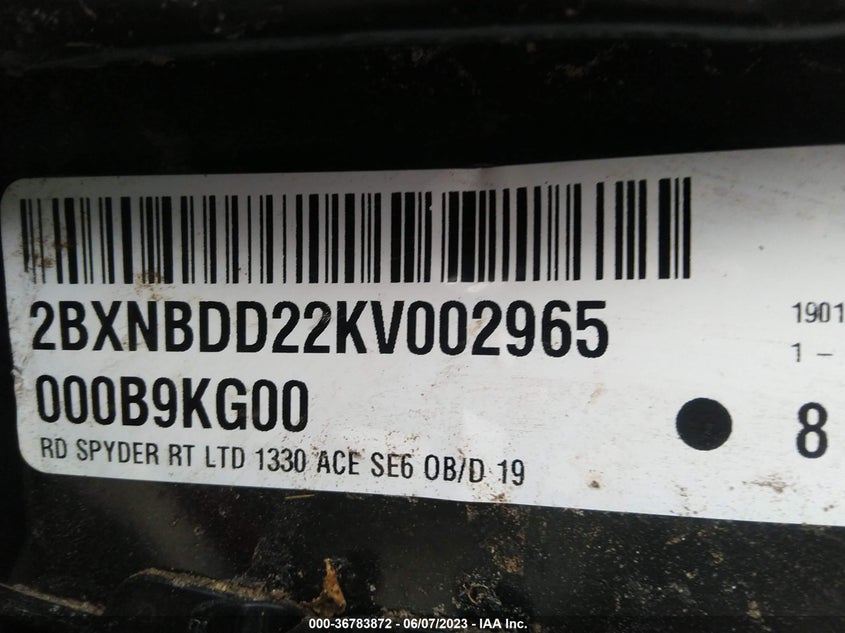 2BXNBDD22KV002965
1901
1 -
000B9KG00
8
RD SPYDER RT LTD 1330 ACE SE6 OB/D 19
000-36783872 - 06/07/2023 - IAA Inc.